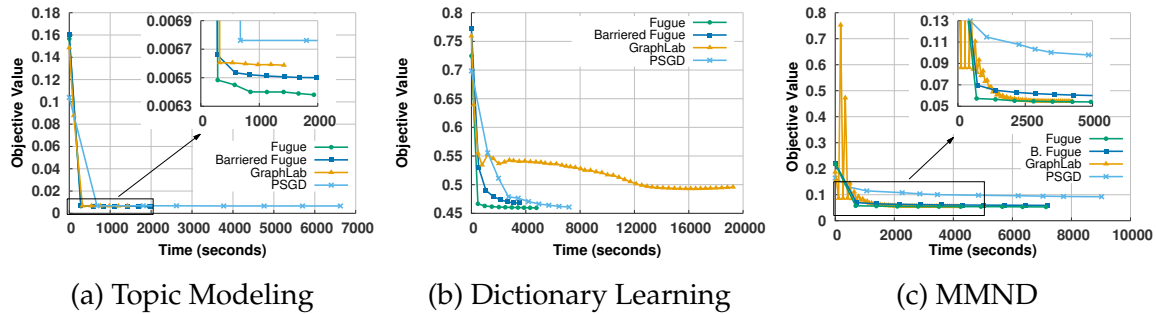 0.18
0.16
0.14
0.12
0.1
0.08
0.06
0.04
0.02
0
Objective Value
0 1000 2000 3000 4000 5000 6000 7000
Time (seconds)
0.0069
0.0067
0.0065
0.0063
0 1000 2000
Fugue
Barriered Fugue
GraphLab
PSGD
(a) Topic Modeling
0.8
0.75
0.7
0.65
0.6
0.55
0.5
0.45
Objective Value
0 4000 8000 12000 16000 20000
Time (seconds)
Fugue
Barriered Fugue
GraphLab
PSGD
(b) Dictionary Learning
0.8
0.7
0.6
0.5
0.4
0.3
0.2
0.1
0
Objective Value
0 2000 4000 6000 8000 10000
Time (seconds)
0.13
0.11
0.09
0.07
0.05
0 2500 5000
Fugue
B. Fugue
GraphLab
PSGD
(c) MMND